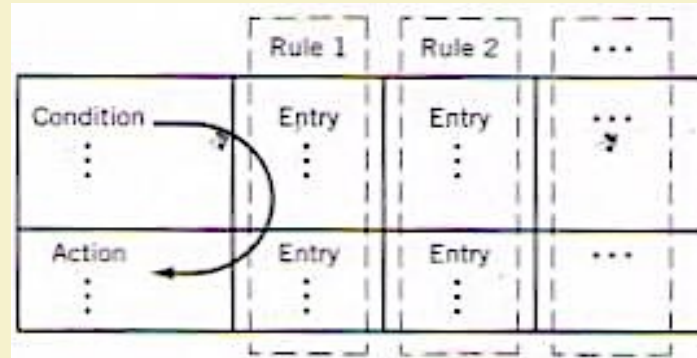 Rule 1 Rule 2 ...
Condition Entry Entry ...
Action Entry Entry ...